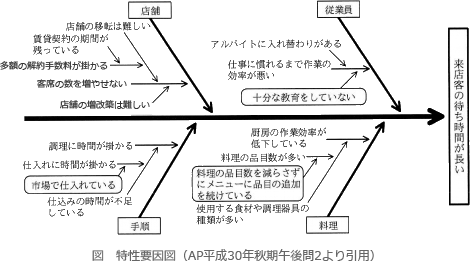 店舗
従業員
店舗の移転は難しい
賃貸契約の期間が
残っている
多額の解約手数料が掛かる
客席の数を増やせない
店舗の増改築は難しい
アルバイトに入れ替わりがある
仕事に慣れるまで作業の
効率が悪い
十分な教育をしていない
来店客の待ち時間が長い
調理に時間が掛かる
仕入れに時間が掛かる
市場で仕入れている
仕込みの時間が不足
している
手順
厨房の作業効率が
低下している
料理の品目数が多い
料理の品目数を減らさず
にメニューに品目の追加
を続けている
使用する食材や調理器具の
種類が多い
料理
図 特性要因図（AP平成30年秋期午後問2より引用）